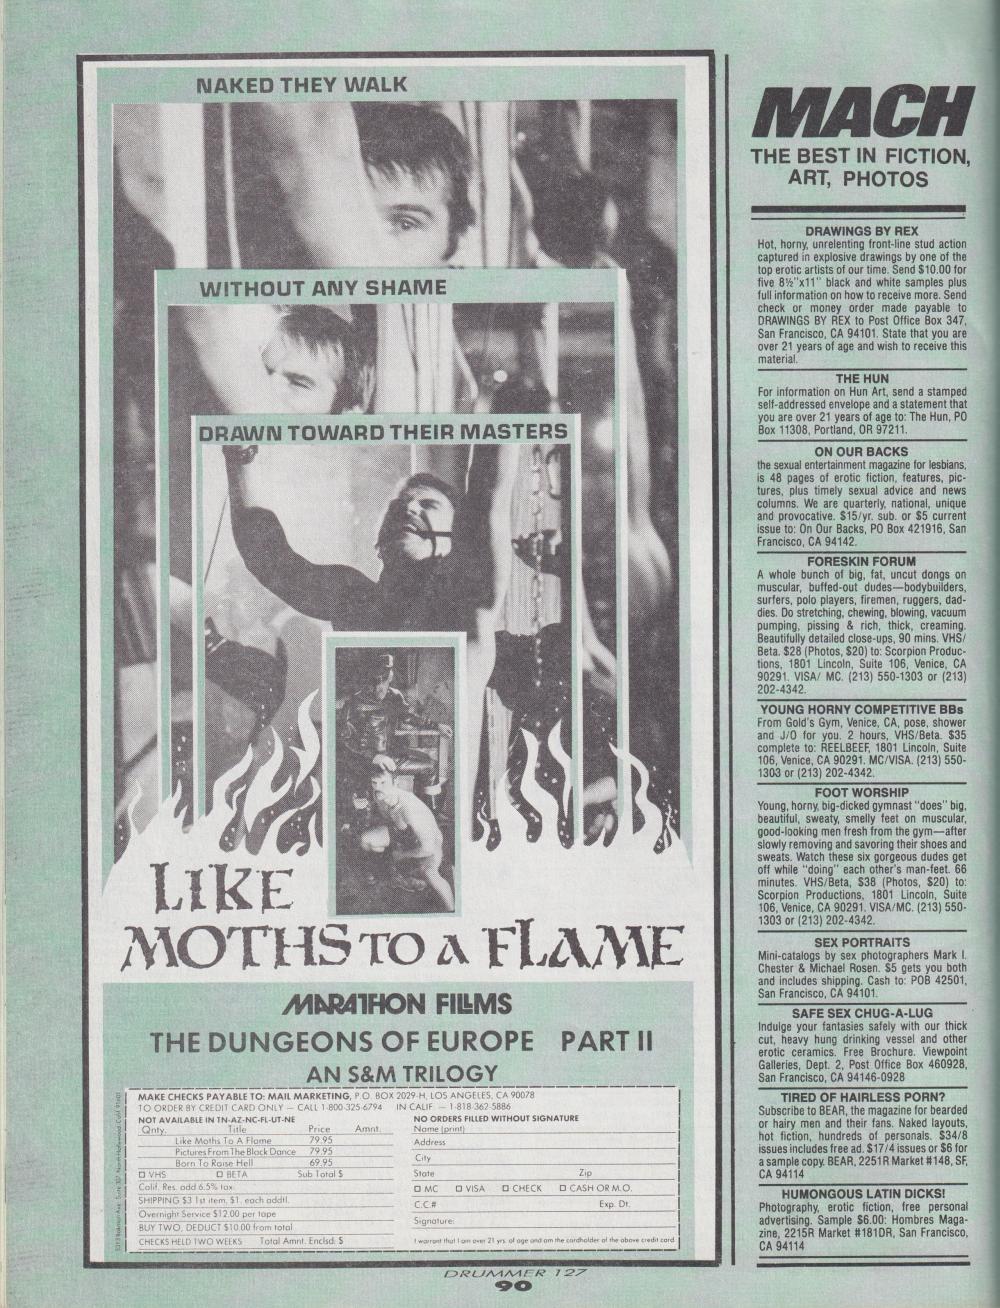 NAKED THEY WALK
WITHOUT ANY SHAME
DRAWN TOWARD THEIR MASTERS
LIKE
MOTHS TO A FLAME
MARATHON FILMS
THE DUNGEONS OF EUROPE PART II
AN S&M TRILOGY
MAKE CHECKS PAYABLE TO: MAIL MARKETING, P.O. BOX 2029-H, LOS ANGELES, CA 90078
TO ORDER BY CREDIT CARD ONLY — CALL 1-800-325-6794 IN CALIF. — 1-818-362-5886
NOT AVAILABLE IN TN-AZ-NC-FL-UT-NE
Qnty. Title Price Amnt.
Like Moths To A Flame 79.95
Pictures From The Black Dance 79.95
Born To Raise Hell 69.95
VHS BETA Sub Total $
Calif. Res. add 6.5% tax
SHIPPING $3 1st item, $1. each addtl.
Overnight Service $12.00 per tape
BUY TWO, DEDUCT $10.00 from total
CHECKS HELD TWO WEEKS Total Amnt. Enclsd: $
NO ORDERS FILLED WITHOUT SIGNATURE
Name (print)
Address
City
State Zip
MC VISA CHECK CASH OR M.O.
C.C.# Exp. Dt.
Signature:
I warrant that I am over 21 yrs. of age and am the cardholder of the above credit card.
MACH
THE BEST IN FICTION,
ART, PHOTOS
DRAWINGS BY REX
Hot, horny, unrelenting front-line stud action
captured in explosive drawings by one of the
top erotic artists of our time. Send $10.00 for
five 8½"x11" black and white samples plus
full information on how to receive more. Send
check or money order made payable to
DRAWINGS BY REX to Post Office Box 347,
San Francisco, CA 94101. State that you are
over 21 years of age and wish to receive this
material.
THE HUN
For information on Hun Art, send a stamped
self-addressed envelope and a statement that
you are over 21 years of age to: The Hun, PO
Box 11308, Portland, OR 97211.
ON OUR BACKS
the sexual entertainment magazine for lesbians,
is 48 pages of erotic fiction, features, pic-
tures, plus timely sexual advice and news
columns. We are quarterly, national, unique
and provocative. $15/yr. sub. or $5 current
issue to: On Our Backs, PO Box 421916, San
Francisco, CA 94142.
FORESKIN FORUM
A whole bunch of big, fat, uncut dongs on
muscular, buffed-out dudes—bodybuilders,
surfers, polo players, firemen, ruggers, dad-
dies. Do stretching, chewing, blowing, vacuum
pumping, pissing & rich, thick, creaming.
Beautifully detailed close-ups, 90 mins. VHS/
Beta. $28 (Photos, $20) to: Scorpion Produc-
tions, 1801 Lincoln, Suite 106, Venice, CA
90291. VISA/ MC. (213) 550-1303 or (213)
202-4342.
YOUNG HORNY COMPETITIVE BBs
From Gold's Gym, Venice, CA, pose, shower
and J/O for you. 2 hours, VHS/Beta. $35
complete to: REELBEEF, 1801 Lincoln, Suite
106, Venice, CA 90291. MC/VISA. (213) 550-
1303 or (213) 202-4342.
FOOT WORSHIP
Young, horny, big-dicked gymnast "does" big,
beautiful, sweaty, smelly feet on muscular,
good-looking men fresh from the gym—after
slowly removing and savoring their shoes and
sweats. Watch these six gorgeous dudes get
off while "doing" each other's man-feet. 66
minutes. VHS/Beta, $38 (Photos, $20) to:
Scorpion Productions, 1801 Lincoln, Suite
106, Venice, CA 90291. VISA/MC. (213) 550-
1303 or (213) 202-4342.
SEX PORTRAITS
Mini-catalogs by sex photographers Mark I.
Chester & Michael Rosen. $5 gets you both
and includes shipping. Cash to: POB 42501,
San Francisco, CA 94101.
SAFE SEX CHUG-A-LUG
Indulge your fantasies safely with our thick
cut, heavy hung drinking vessel and other
erotic ceramics. Free Brochure. Viewpoint
Galleries, Dept. 2, Post Office Box 460928,
San Francisco, CA 94146-0928
TIRED OF HAIRLESS PORN?
Subscribe to BEAR, the magazine for bearded
or hairy men and their fans. Naked layouts,
hot fiction, hundreds of personals. $34/8
issues includes free ad. $17/4 issues or $6 for
a sample copy. BEAR, 2251R Market #148, SF,
CA 94114
HUMONGOUS LATIN DICKS!
Photography, erotic fiction, free personal
advertising. Sample $6.00: Hombres Maga-
zine, 2215R Market #181DR, San Francisco,
CA 94114
DRUMMER 127
90